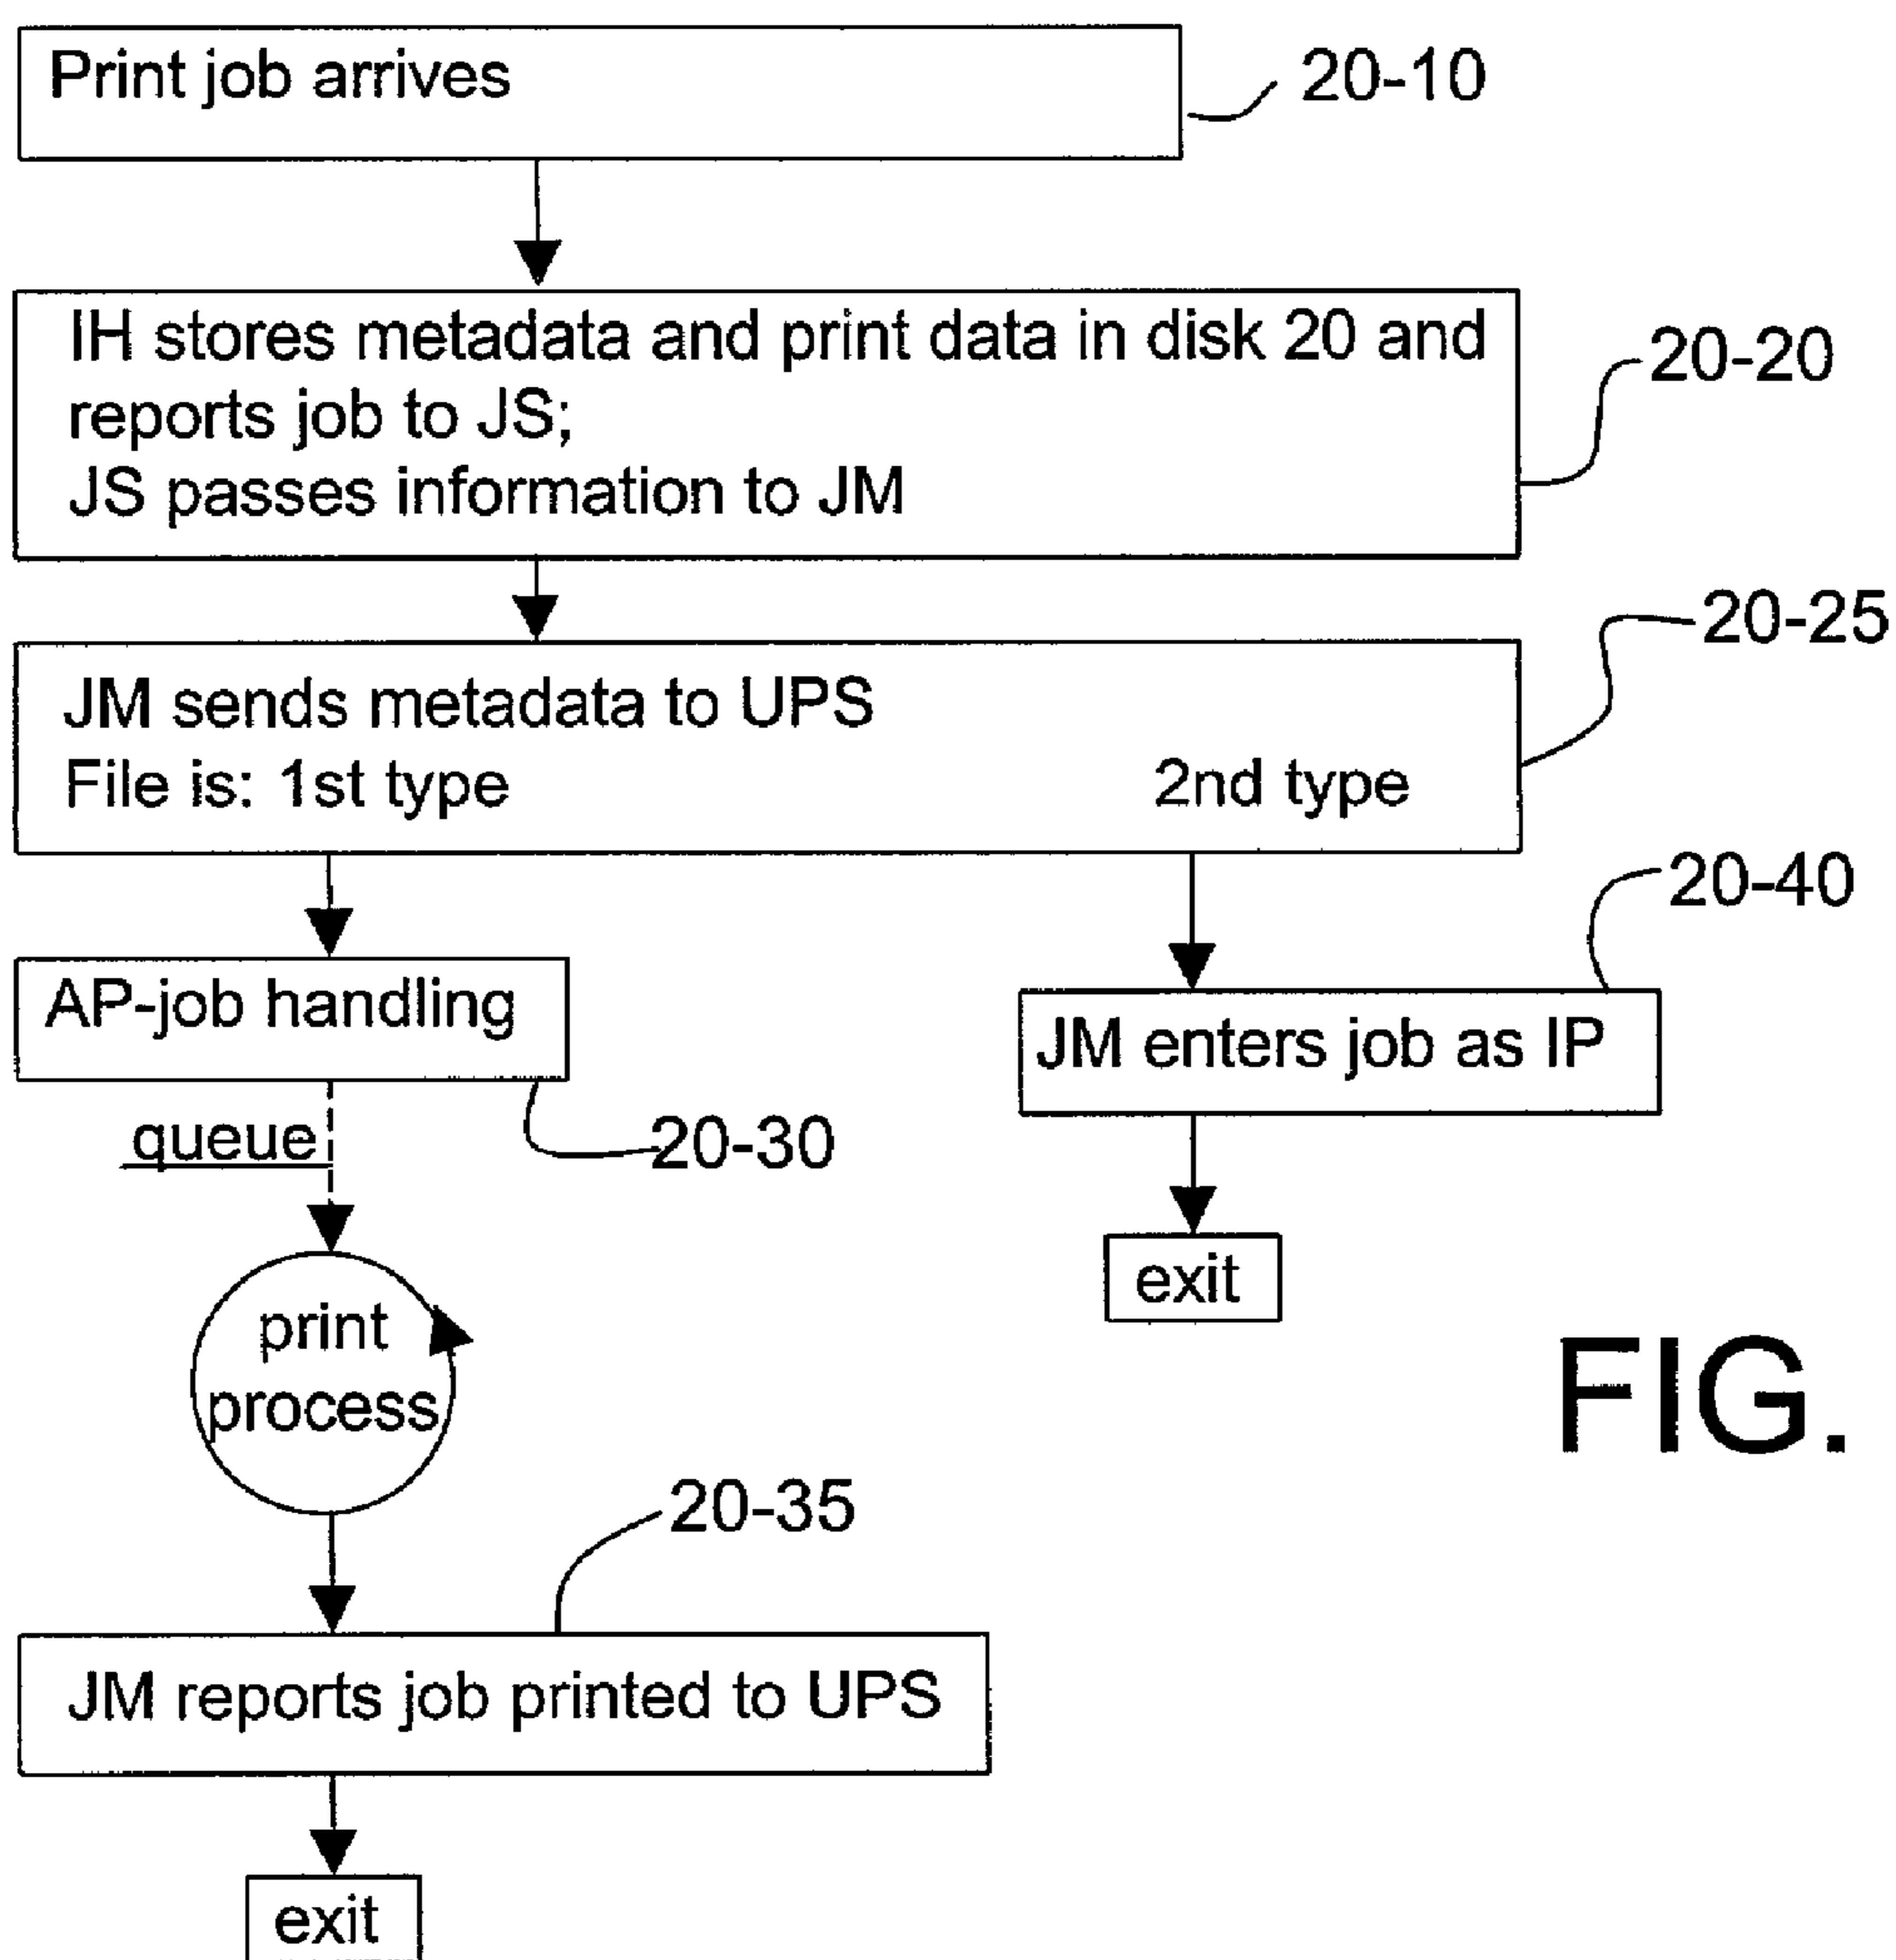 Print job arrives
20-10
IH stores metadata and print data in disk 20 and
reports job to JS;
JS passes information to JM
20-20
20-25
JM sends metadata to UPS
File is: 1st type
2nd type
20-40
AP-job handling
JM enters job as IP
queue
20-30
exit
print
process
FIG.
20-35
JM reports job printed to UPS
exit